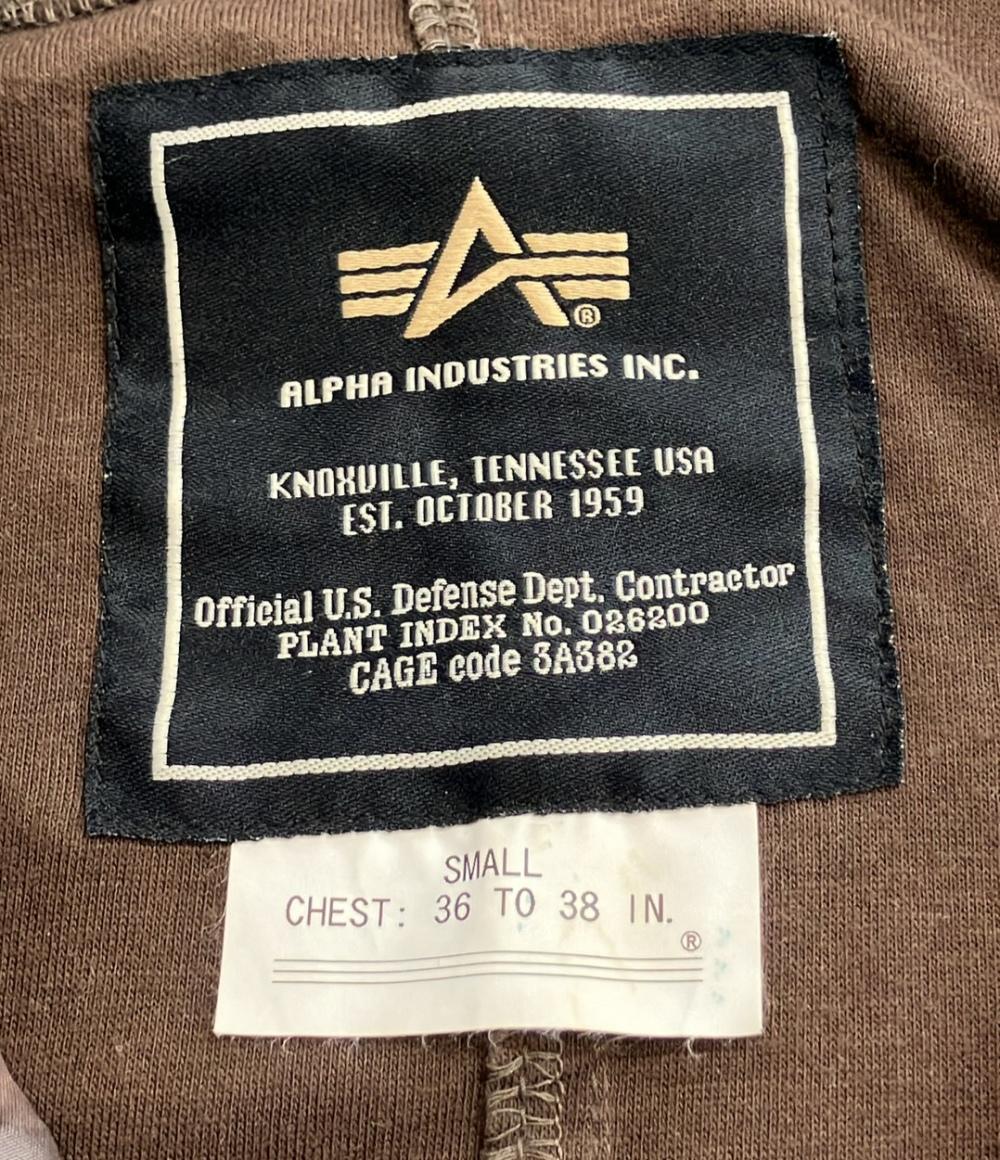 ®
ALPHA INDUSTRIES INC.
KNOXVILLE, TENNESSEE USA
EST. OCTOBER 1959
Official U.S. Defense Dept. Contractor
PLANT INDEX No. 026200
CAGE code 3A382
SMALL
CHEST: 36 TO 38 IN.
®